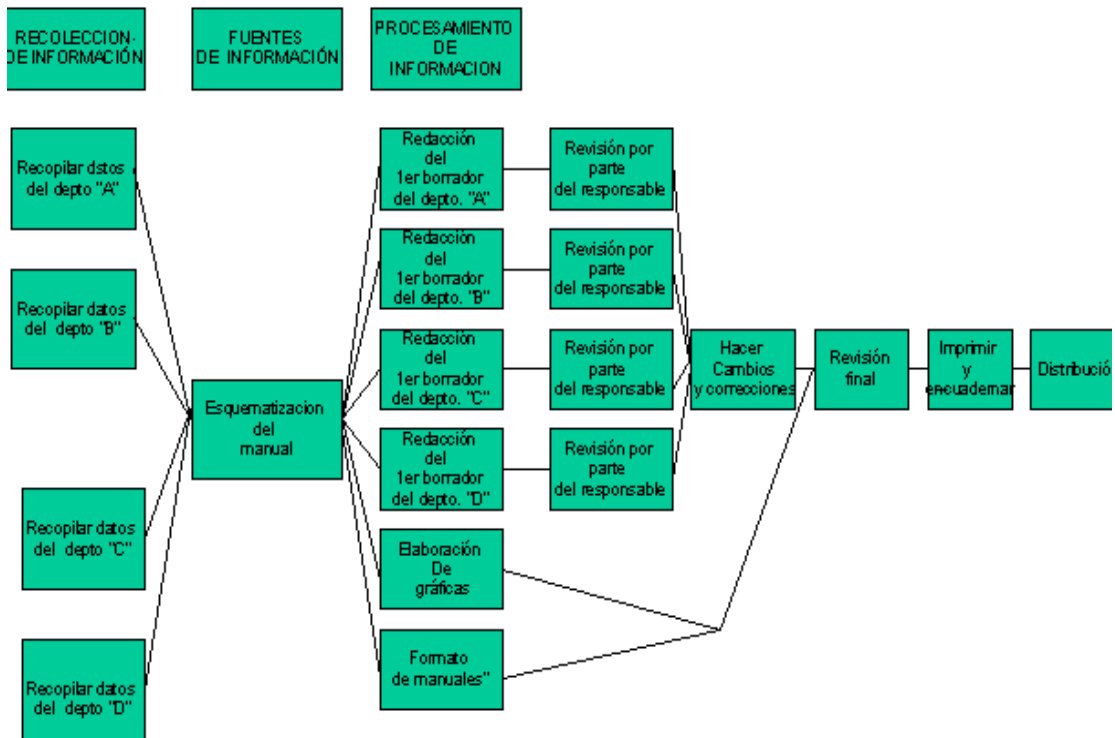 RECOLECCION-
DE INFORMACIÓN
FUENTES
DE INFORMACIÓN
PROCESAMIENTO
DE
INFORMACION
Recopilar dstos
del depto "A"
Recopilar datos
del depto "B"
Recopilar datos
del depto "C"
Recopilar datos
del depto "D"
Esquematizacion
del
manual
Redacción
del
1er borrador
del depto. "A"
Revisión por
parte
del responsable
Redacción
del
1er borrador
del depto. "B"
Revisión por
parte
del responsable
Redacción
del
1er borrador
del depto. "C"
Revisión por
parte
del responsable
Redacción
del
1er borrador
del depto. "D"
Revisión por
parte
del responsable
Elaboración
De
gráficas
Formato
de manuales"
Hacer
Cambios
y correcciones
Revisión
final
Imprimir
y
encuadernar
Distribució